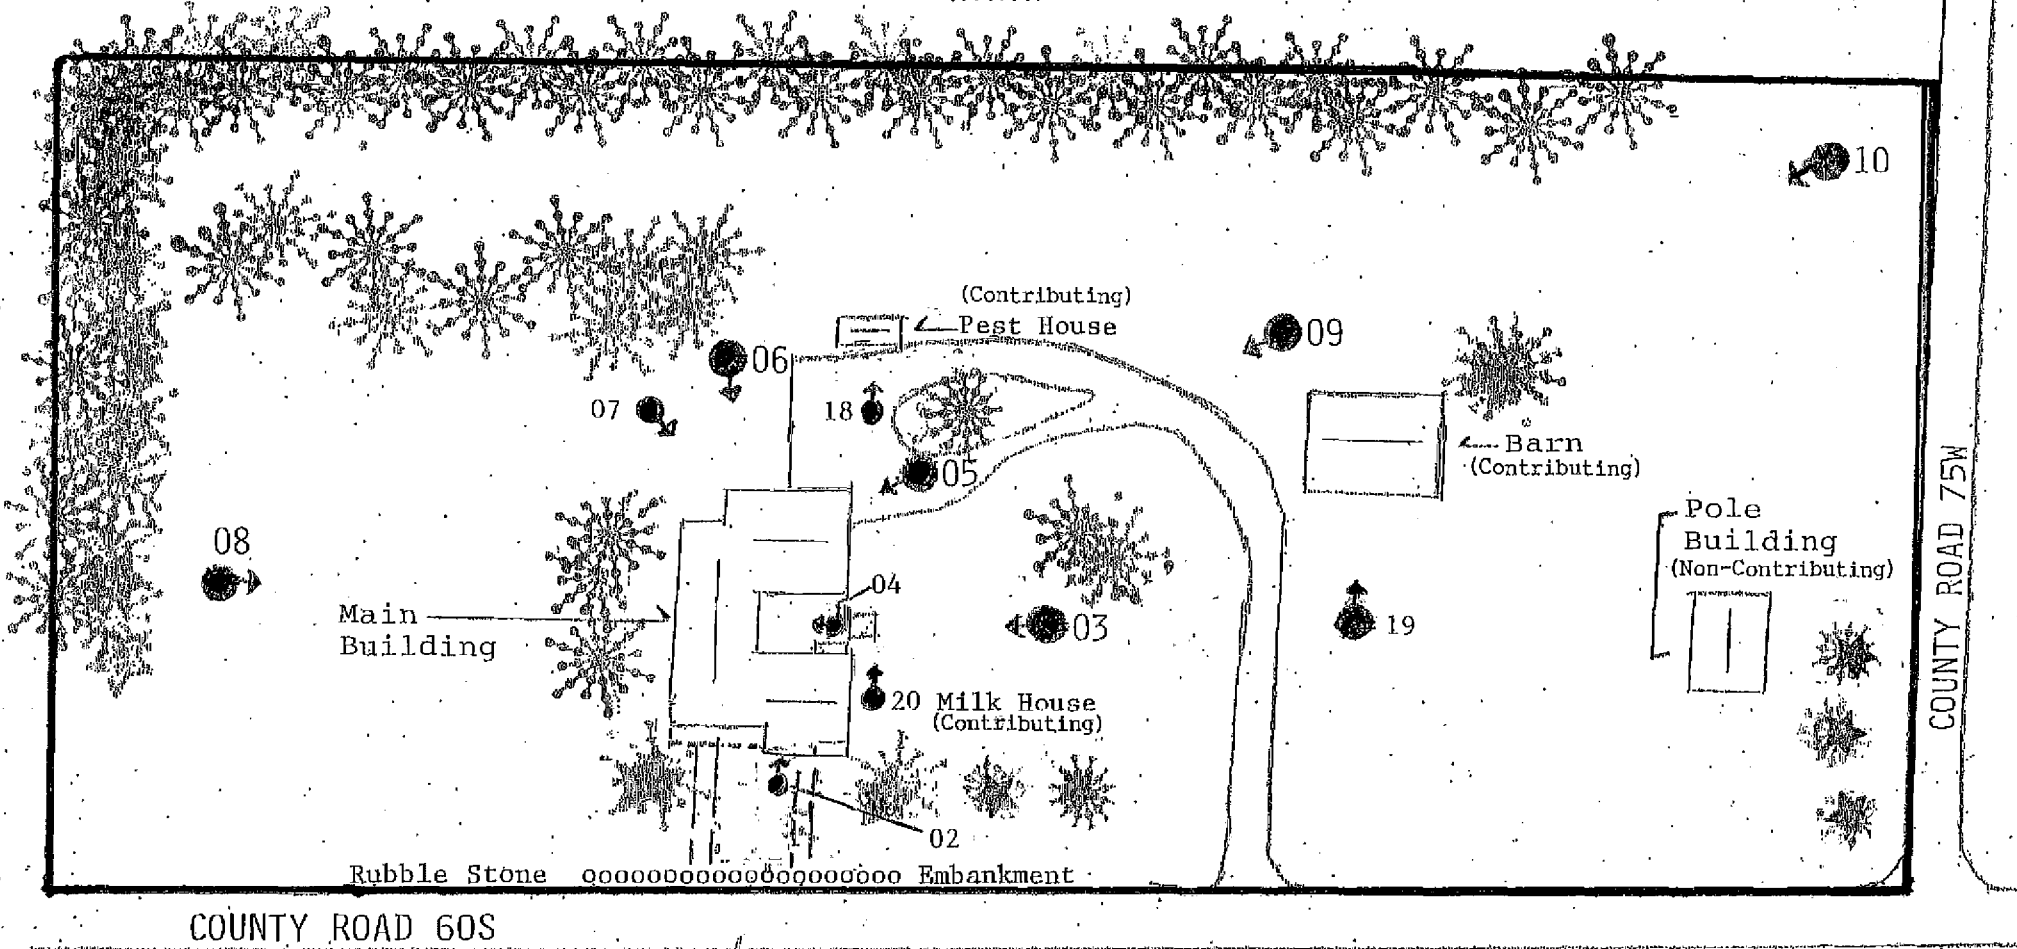 10
(Contributing)
Pest House
09
06
07
18
Barn
(Contributing)
05
Pole
Building
(Non-Contributing)
08
04
Main
Building
03
19
20 Milk House
(Contributing)
02
Rubble Stone ooooooooooooooooooooo Embankment
COUNTY ROAD 75W
COUNTY ROAD 60S